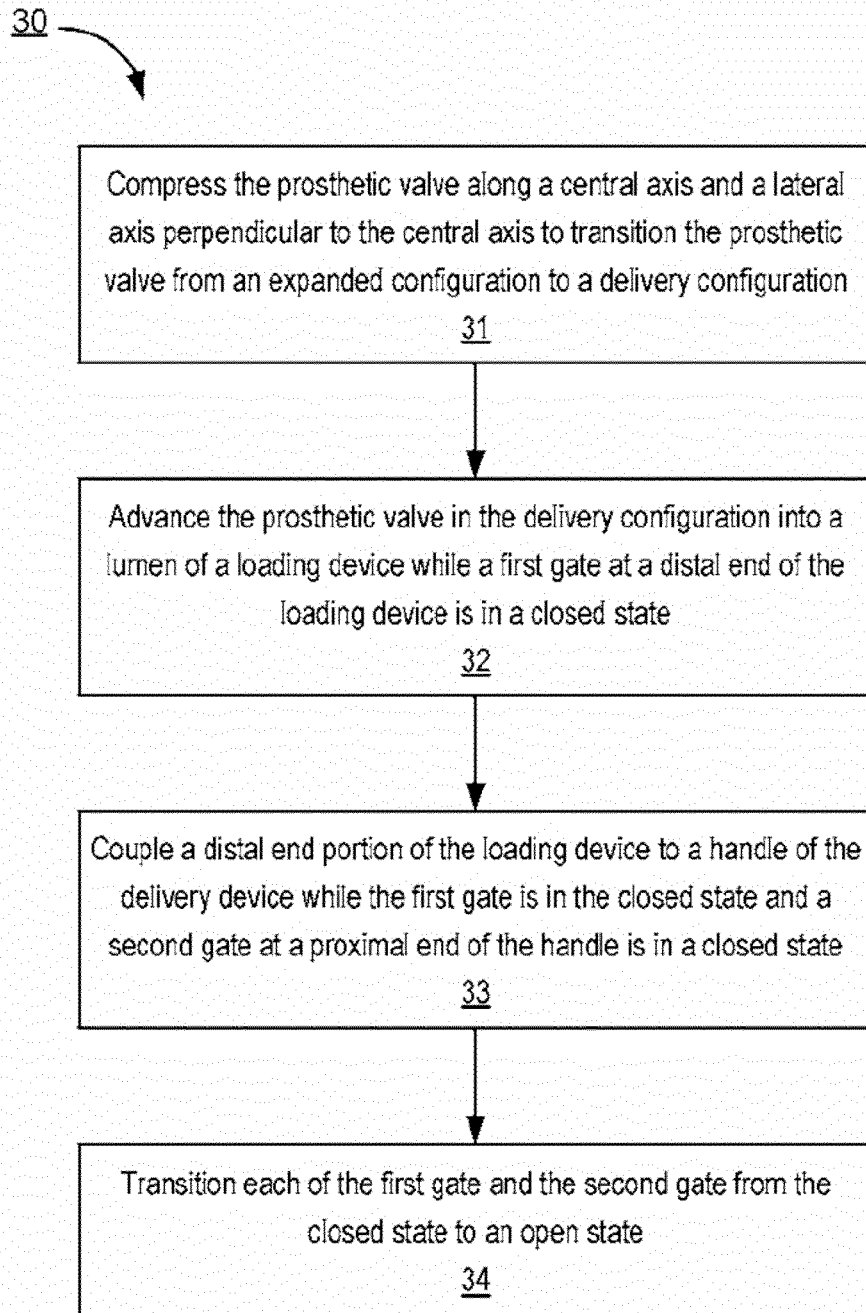 30
Compress the prosthetic valve along a central axis and a lateral
axis perpendicular to the central axis to transition the prosthetic
valve from an expanded configuration to a delivery configuration
31
Advance the prosthetic valve in the delivery configuration into a
lumen of a loading device while a first gate at a distal end of the
loading device is in a closed state
32
Couple a distal end portion of the loading device to a handle of the
delivery device while the first gate is in the closed state and a
second gate at a proximal end of the handle is in a closed state
33
Transition each of the first gate and the second gate from the
closed state to an open state
34